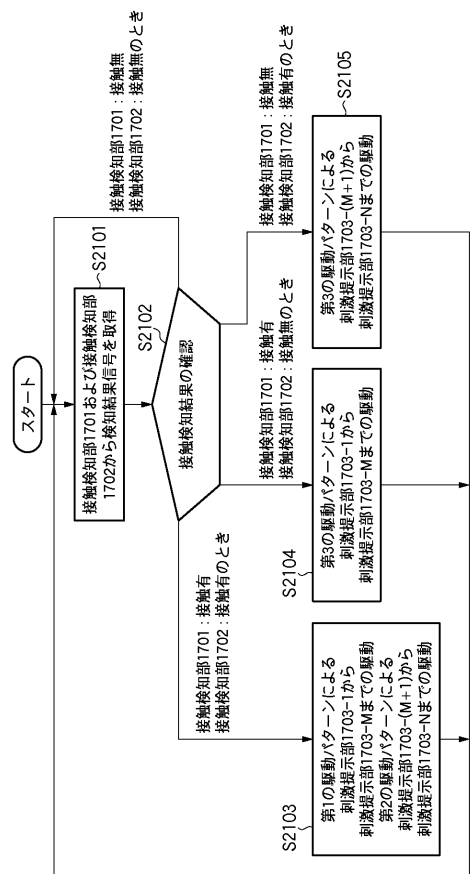 スタート
接触検知部1701および接触検知部
1702から検知結果信号を取得
S2101
接触検知結果の確認
S2102
接触検知部1701：接触無
接触検知部1702：接触無のとき
接触検知部1701：接触有
接触検知部1702：接触有のとき
接触検知部1701：接触有
接触検知部1702：接触無のとき
接触検知部1701：接触無
接触検知部1702：接触有のとき
S2103
第1の駆動パターンによる
刺激提示部1703-1から
刺激提示部1703-Mまでの駆動
第2の駆動パターンによる
刺激提示部1703-(M+1)から
刺激提示部1703-Nまでの駆動
S2104
第3の駆動パターンによる
刺激提示部1703-1から
刺激提示部1703-Mまでの駆動
S2105
第3の駆動パターンによる
刺激提示部1703-(M+1)から
刺激提示部1703-Nまでの駆動